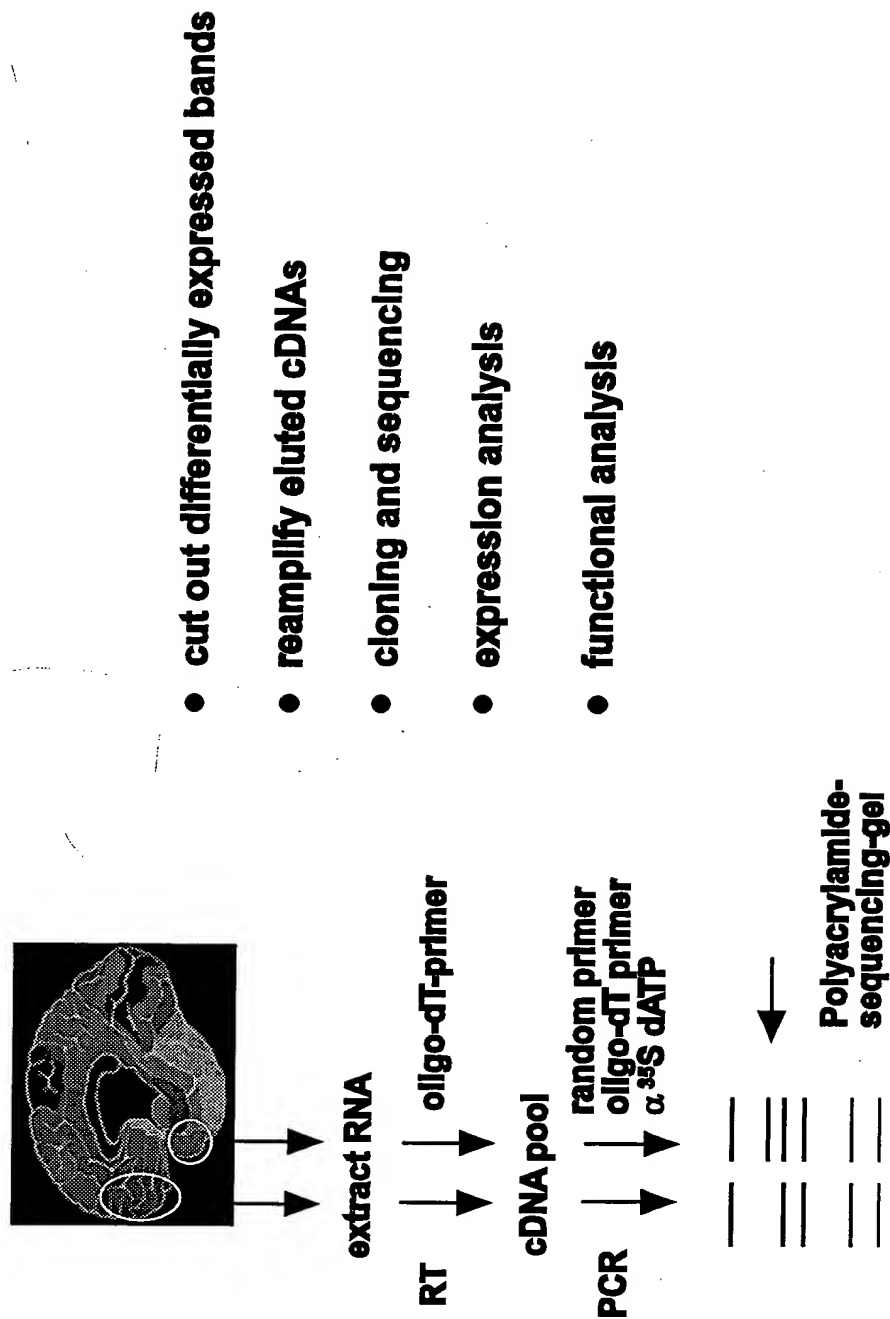 extract RNA
RT
oligo-dT-primer
cDNA pool
PCR
random primer
oligo-dT primer
α ³⁵S dATP
Polyacrylamide-
sequencing-gel
● cut out differentially expressed bands
● reamplify eluted cDNAs
● cloning and sequencing
● expression analysis
● functional analysis